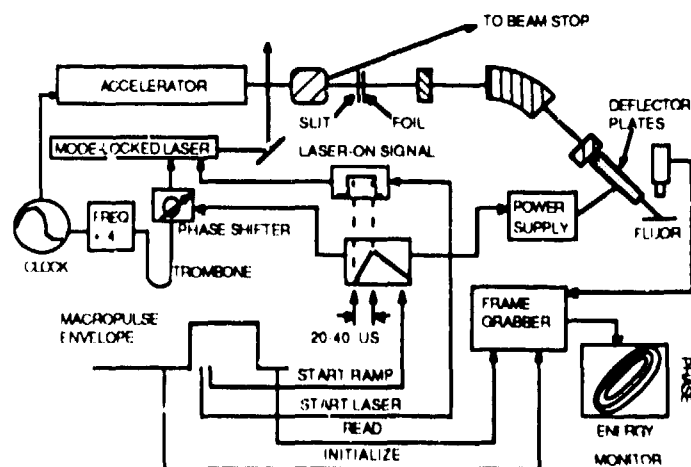 TO BEAM STOP
ACCELERATOR
SLIT
FOIL
DEFLECTOR
PLATES
MODE-LOCKED LASER
LASER-ON SIGNAL
FREQ
÷ 4
PHASE SHIFTER
POWER
SUPPLY
FLUOR
CLOCK
TROMBONE
MACROPULSE
ENVELOPE
20-40 US
FRAME
GRABBER
START RAMP
START LASER
READ
INITIALIZE
PHASE
ENERGY
MONITOR